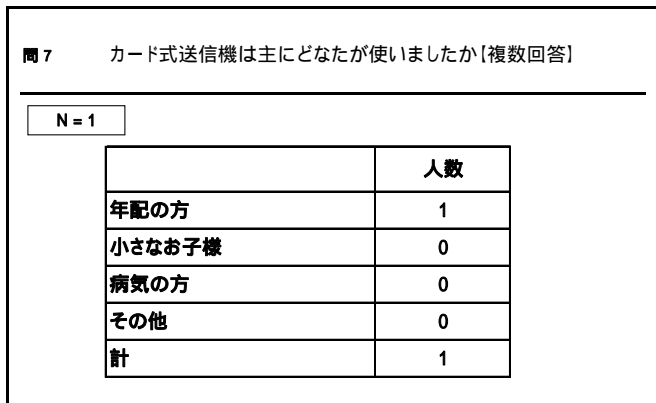 問7 カード式送信機は主にどなたが使いましたか【複数回答】
N = 1
人数
年配の方 1
小さなお子様 0
病気の方 0
その他 0
計 1